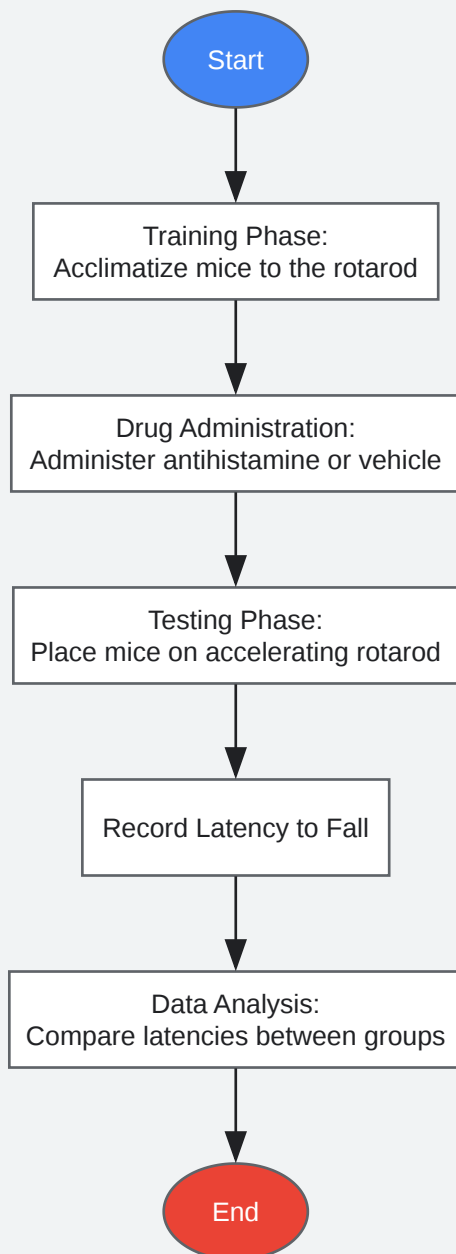 Start
Training Phase:
Acclimatize mice to the rotarod
Drug Administration:
Administer antihistamine or vehicle
Testing Phase:
Place mice on accelerating rotarod
Record Latency to Fall
Data Analysis:
Compare latencies between groups
End